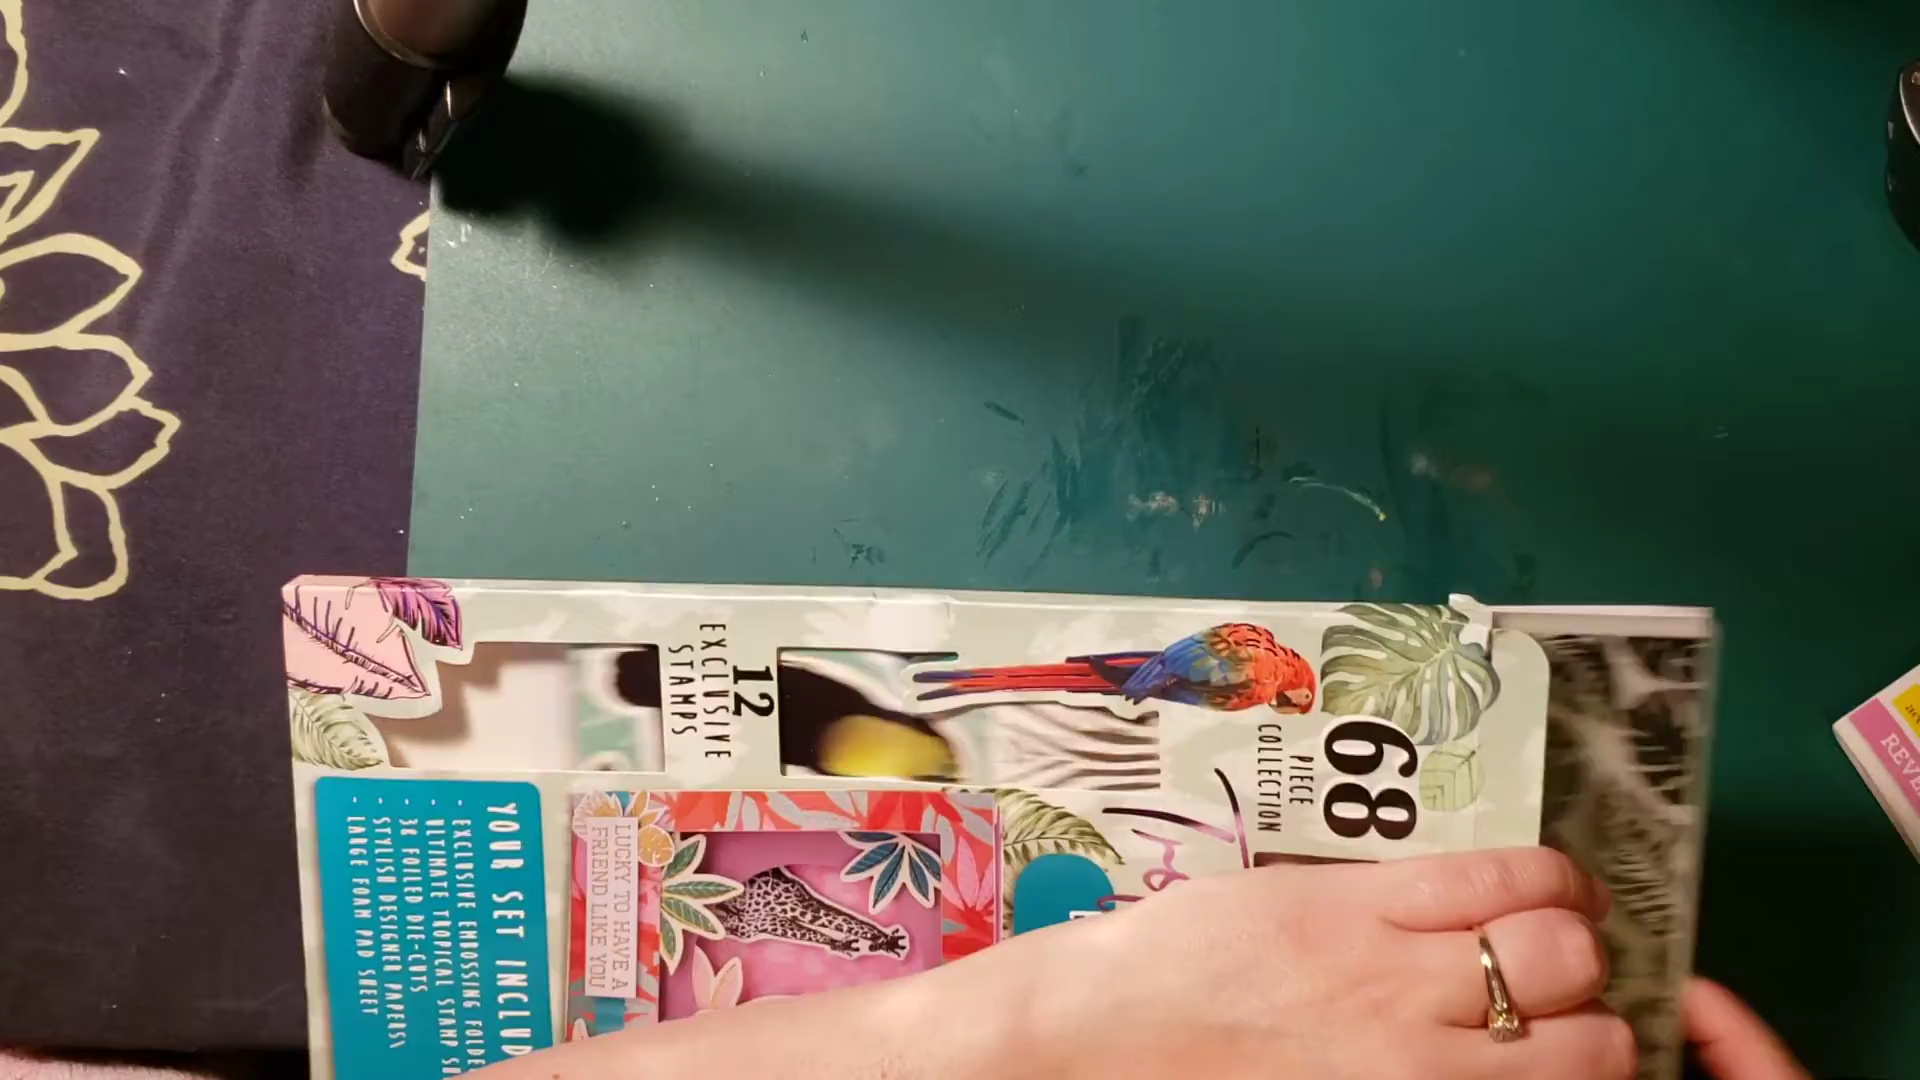 68
PIECE
COLLECTION
12
EXCLUSIVE
STAMPS
LUCKY TO HAVE A
FRIEND LIKE YOU
YOUR SET INCLUD
- EXCLUSIVE EMBOSSING FOLDE
- ULTIMATE TROPICAL STAMP S
- 36 FOILED DIE-CUTS
- STYLISH DESIGNER PAPERS
- LARGE FOAM PAD SHEET
REVE